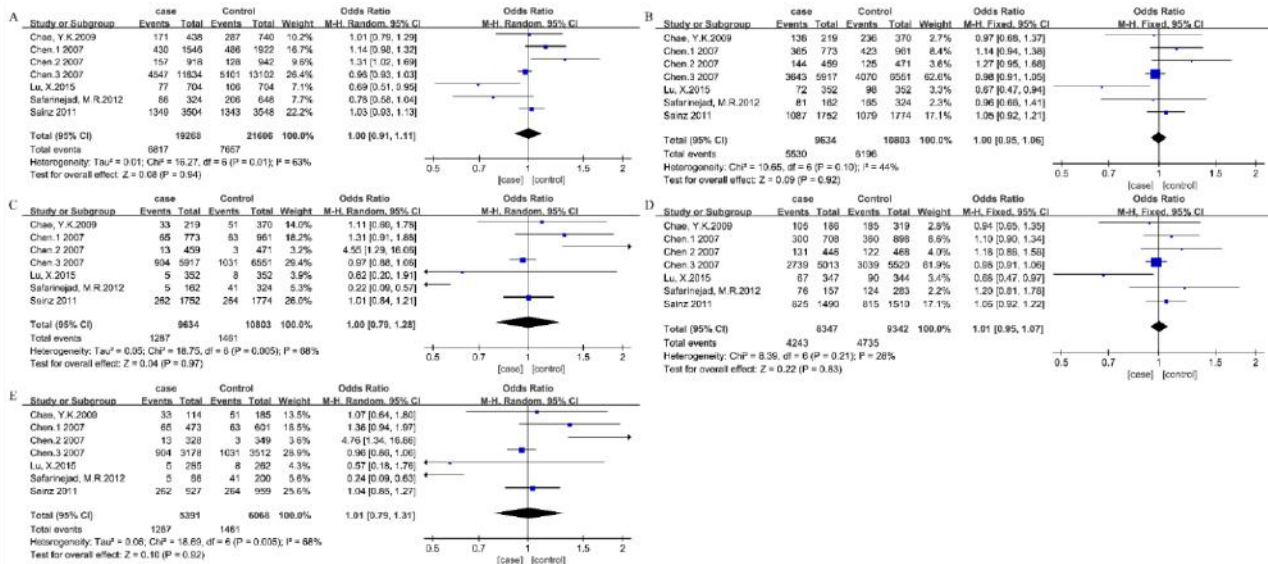 A
case Control Odds Ratio Odds Ratio
Study or Subgroup Events Total Events Total Weight M-H. Random. 95% CI M-H. Random. 95% CI
Chae, Y.K.2009 171 438 287 740 10.2% 1.01 [0.79, 1.29]
Chen.1 2007 430 1546 486 1922 16.7% 1.14 [0.98, 1.32]
Chen.2 2007 157 918 128 942 9.7% 1.31 [1.02, 1.69]
Chen.3 2007 4547 11834 5101 13102 26.4% 0.96 [0.93, 1.03]
Lu, X.2015 77 704 106 704 7.1% 0.69 [0.51, 0.95]
Safarinejad, M.R.2012 86 324 206 648 7.7% 0.78 [0.58, 1.04]
Sainz 2011 1349 3504 1343 3548 22.2% 1.03 [0.93, 1.13]
Total (95% CI) 19268 21606 100.0% 1.00 [0.91, 1.11]
Total events 6817 7657
Heterogeneity: Tau² = 0.01; Chi² = 16.27, df = 6 (P = 0.01); I² = 63%
Test for overall effect: Z = 0.08 (P = 0.94)
0.5 0.7 1 1.5 2
[case] [control]
B
case Control Odds Ratio Odds Ratio
Study or Subgroup Events Total Events Total Weight M-H. Fixed. 95% CI M-H. Fixed. 95% CI
Chae, Y.K.2009 136 219 236 370 2.7% 0.97 [0.68, 1.37]
Chen.1 2007 365 773 423 961 7.1% 1.14 [0.94, 1.38]
Chen 2 2007 144 459 125 471 2.9% 1.27 [0.95, 1.68]
Chen.3 2007 3643 5917 4070 6551 62.6% 0.98 [0.91, 1.05]
Lu, X.2015 72 352 98 352 0.67 [0.47, 0.94]
Safarinejad, M.R.2012 81 162 165 324 0.96 [0.66, 1.41]
Sainz 2011 1087 1752 1079 1774 17.1% 1.05 [0.92, 1.21]
Total (95% CI) 9634 10803 100.0% 1.00 [0.95, 1.06]
Total events 5530 6196
Heterogeneity: Chi² = 10.65, df = 6 (P = 0.10); I² = 44%
Test for overall effect: Z = 0.09 (P = 0.92)
0.5 0.7 1 1.5 2
[case] [control]
C
case Control Odds Ratio Odds Ratio
Study or Subgroup Events Total Events Total Weight M-H. Random. 95% CI M-H. Random. 95% CI
Chae, Y.K.2009 33 219 51 370 14.0% 1.11 [0.69, 1.78]
Chen.1 2007 65 773 63 961 18.2% 1.31 [0.91, 1.88]
Chen 2 2007 13 459 3 471 3.2% 4.55 [1.29, 16.06]
Chen.3 2007 904 5917 1031 6551 29.4% 0.97 [0.88, 1.06]
Lu, X.2015 5 352 8 352 3.9% 0.62 [0.20, 1.91]
Safarinejad, M.R.2012 5 162 41 324 5.3% 0.22 [0.09, 0.57]
Sainz 2011 262 1752 264 1774 26.0% 1.01 [0.84, 1.21]
Total (95% CI) 9634 10803 100.0% 1.00 [0.79, 1.28]
Total events 1287 1461
Heterogeneity: Tau² = 0.05; Chi² = 18.75, df = 6 (P = 0.005); I² = 68%
Test for overall effect: Z = 0.04 (P = 0.97)
0.5 0.7 1 1.5 2
[case] [control]
D
case Control Odds Ratio Odds Ratio
Study or Subgroup Events Total Events Total Weight M-H. Fixed. 95% CI M-H. Fixed. 95% CI
Chae, Y.K.2009 105 186 185 319 2.8% 0.94 [0.65, 1.35]
Chen.1 2007 300 708 360 898 8.6% 1.10 [0.90, 1.34]
Chen 2 2007 131 446 122 468 1.18 [0.88, 1.58]
Chen.3 2007 2739 5013 3039 5520 61.9% 0.98 [0.91, 1.06]
Lu, X.2015 67 347 90 344 3.4% 0.68 [0.47, 0.97]
Safarinejad, M.R.2012 76 157 124 283 2.2% 1.20 [0.81, 1.78]
Sainz 2011 825 1490 815 1510 17.1% 1.06 [0.92, 1.22]
Total (95% CI) 8347 9342 100.0% 1.01 [0.95, 1.07]
Total events 4243 4735
Heterogeneity: Chi² = 8.39, df = 6 (P = 0.21); I² = 28%
Test for overall effect: Z = 0.22 (P = 0.83)
0.5 0.7 1 1.5 2
[case] [control]
E
case Control Odds Ratio Odds Ratio
Study or Subgroup Events Total Events Total Weight M-H. Random. 95% CI M-H. Random. 95% CI
Chae, Y.K.2009 33 114 51 185 13.5% 1.07 [0.64, 1.80]
Chen.1 2007 65 473 63 601 18.6% 1.36 [0.94, 1.97]
Chen.2 2007 13 328 3 349 3.6% 4.76 [1.34, 16.86]
Chen.3 2007 904 3178 1031 3512 28.9% 0.96 [0.86, 1.06]
Lu, X.2015 5 285 8 262 4.3% 0.57 [0.18, 1.76]
Safarinejad, M.R.2012 5 86 41 200 5.6% 0.24 [0.09, 0.63]
Sainz 2011 262 927 264 959 25.6% 1.04 [0.85, 1.27]
Total (95% CI) 5391 6068 100.0% 1.01 [0.79, 1.31]
Total events 1287 1461
Heterogeneity: Tau² = 0.06; Chi² = 18.69, df = 6 (P = 0.005); I² = 68%
Test for overall effect: Z = 0.10 (P = 0.92)
0.5 0.7 1 1.5 2
[case] [control]